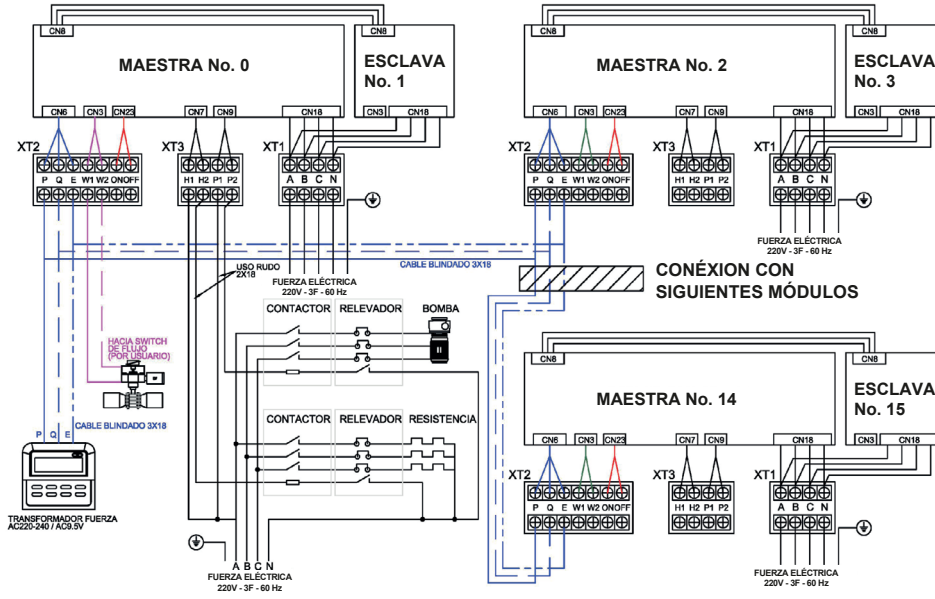 CN8
CN8
MAESTRA No. 0
ESCLAVA
No. 1
CN6 CN3 CN23 CN7 CN9 CN18
CN3 CN18
XT2
XT3
XT1
P Q E W1 W2 ONOFF
H1 H2 P1 P2
A B C N
FUERZA ELÉCTRICA
220V - 3F - 60 Hz
CN8
CN8
MAESTRA No. 2
ESCLAVA
No. 3
CN6 CN3 CN23 CN7 CN9 CN18
CN3 CN18
XT2
XT3
XT1
P Q E W1 W2 ONOFF
H1 H2 P1 P2
A B C N
FUERZA ELÉCTRICA
220V - 3F - 60 Hz
CABLE BLINDADO 3X18
USO RUDO
2X18
CONÉXION CON
SIGUIENTES MÓDULOS
HACIA SWITCH
DE FLUJO
(POR USUARIO)
CABLE BLINDADO 3X18
P Q E
TRANSFORMADOR FUERZA
AC220-240 / AC9.5V
CONTACTOR RELEVADOR BOMBA
CONTACTOR RELEVADOR RESISTENCIA
A B C N
FUERZA ELÉCTRICA
220V - 3F - 60 Hz
CN8
CN8
MAESTRA No. 14
ESCLAVA
No. 15
CN6 CN3 CN23 CN7 CN9 CN18
CN3 CN18
XT2
XT3
XT1
P Q E W1 W2 ONOFF
H1 H2 P1 P2
A B C N
FUERZA ELÉCTRICA
220V - 3F - 60 Hz